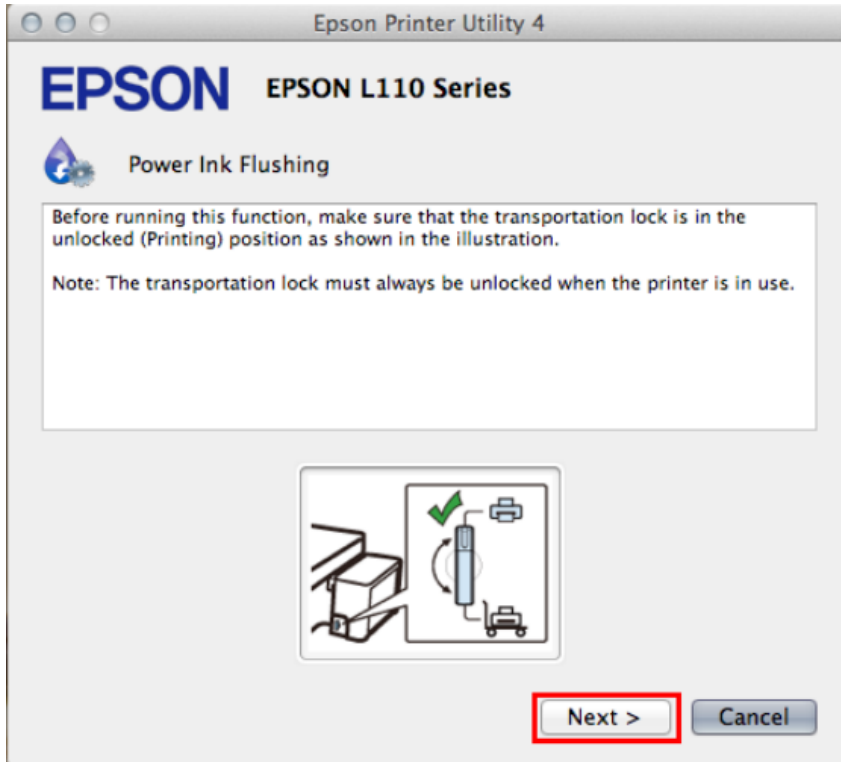 Epson Printer Utility 4
EPSON EPSON L110 Series
Power Ink Flushing
Before running this function, make sure that the transportation lock is in the
unlocked (Printing) position as shown in the illustration.
Note: The transportation lock must always be unlocked when the printer is in use.
Next > Cancel